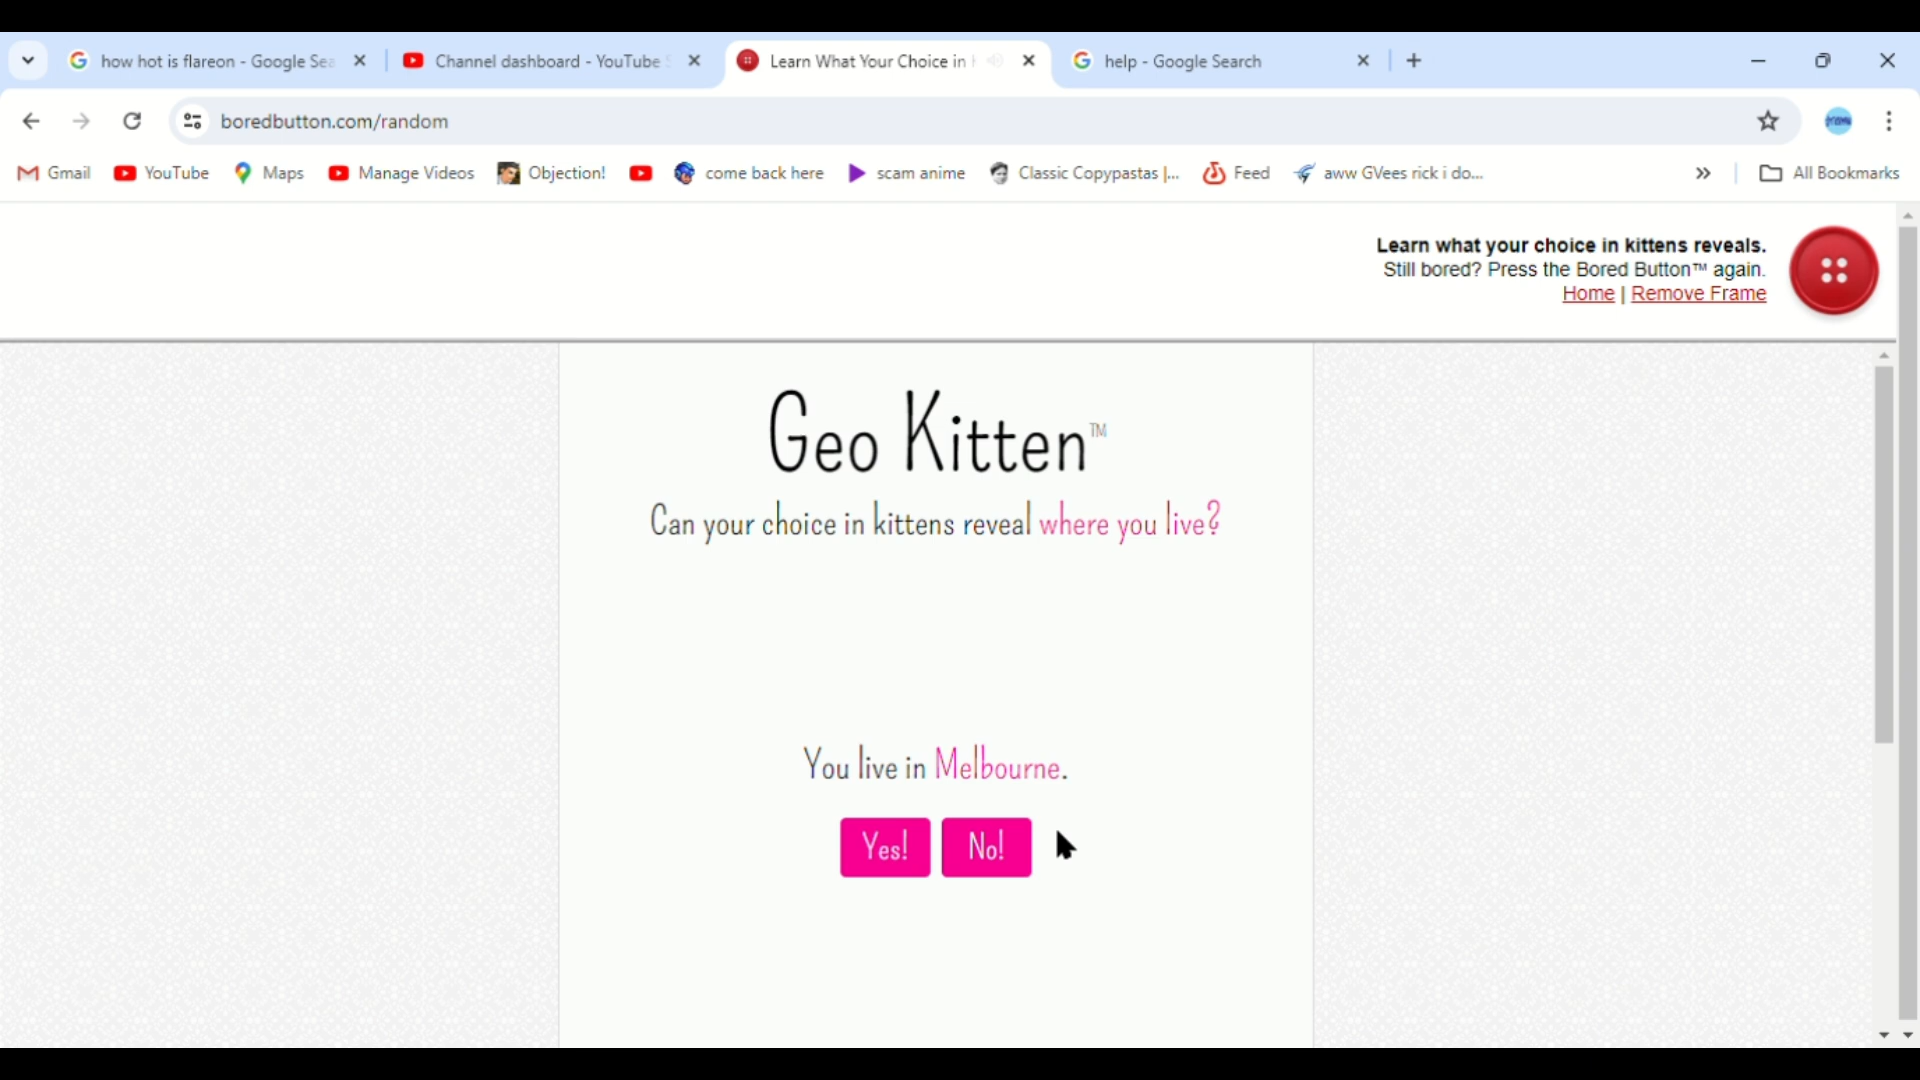 how hot is flareon - Google Sea
Channel dashboard - YouTube S
Learn What Your Choice in
help - Google Search
boredbutton.com/random
Gmail
YouTube
Maps
Manage Videos
Objection!
come back here
scam anime
Classic Copypastas |...
Feed
aww GVees rick i do...
All Bookmarks
Learn what your choice in kittens reveals.
Still bored? Press the Bored Button™ again.
Home | Remove Frame
Geo Kitten™
Can your choice in kittens reveal where you live?
You live in Melbourne.
Yes!
No!